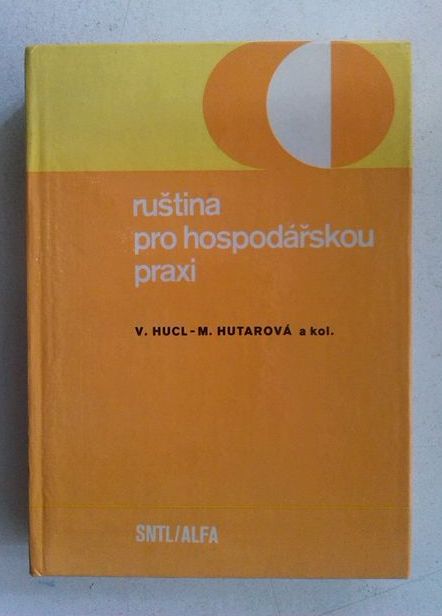 ruština
pro hospodářskou
praxi
V. HUCL-M. HUTAROVÁ a kol.
SNTL/ALFA